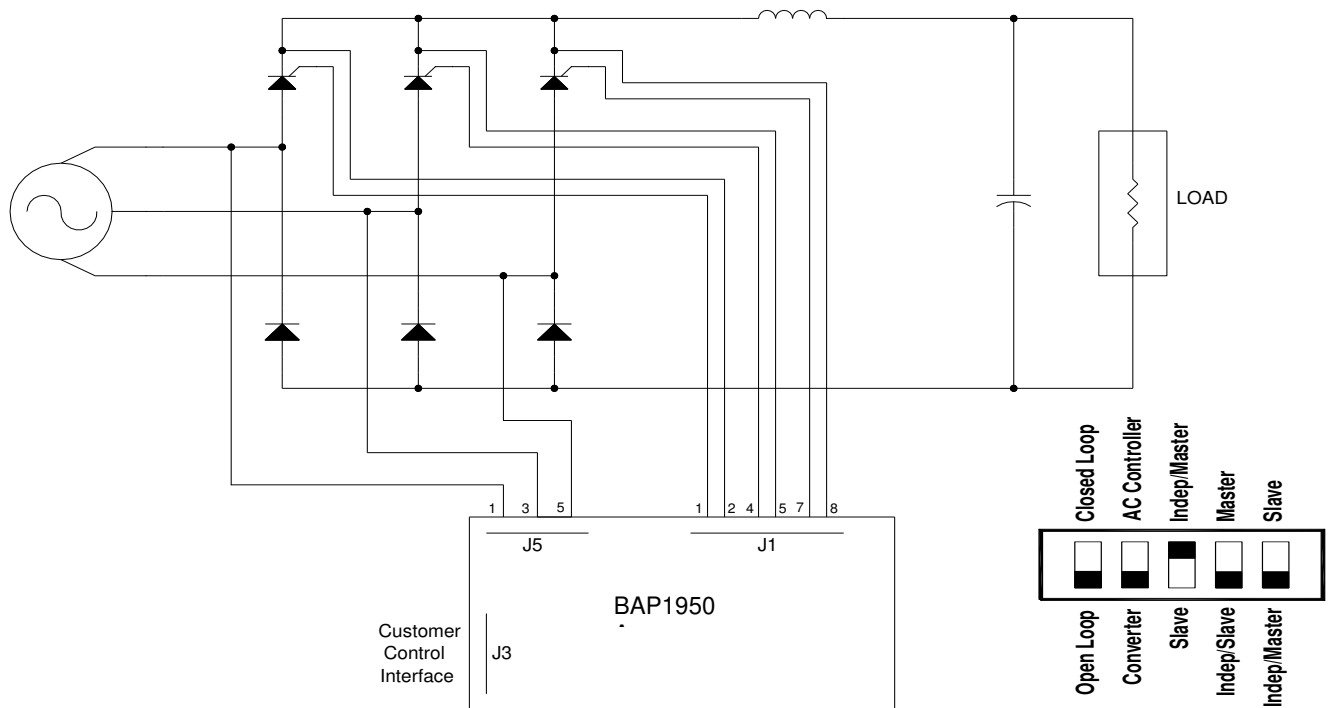 LOAD
1 3 5 1 2 4 5 7 8
J5 J1
BAP1950
Customer
Control
Interface
J3
Closed Loop
AC Controller
Indep/Master
Master
Slave
Open Loop
Converter
Slave
Indep/Slave
Indep/Master